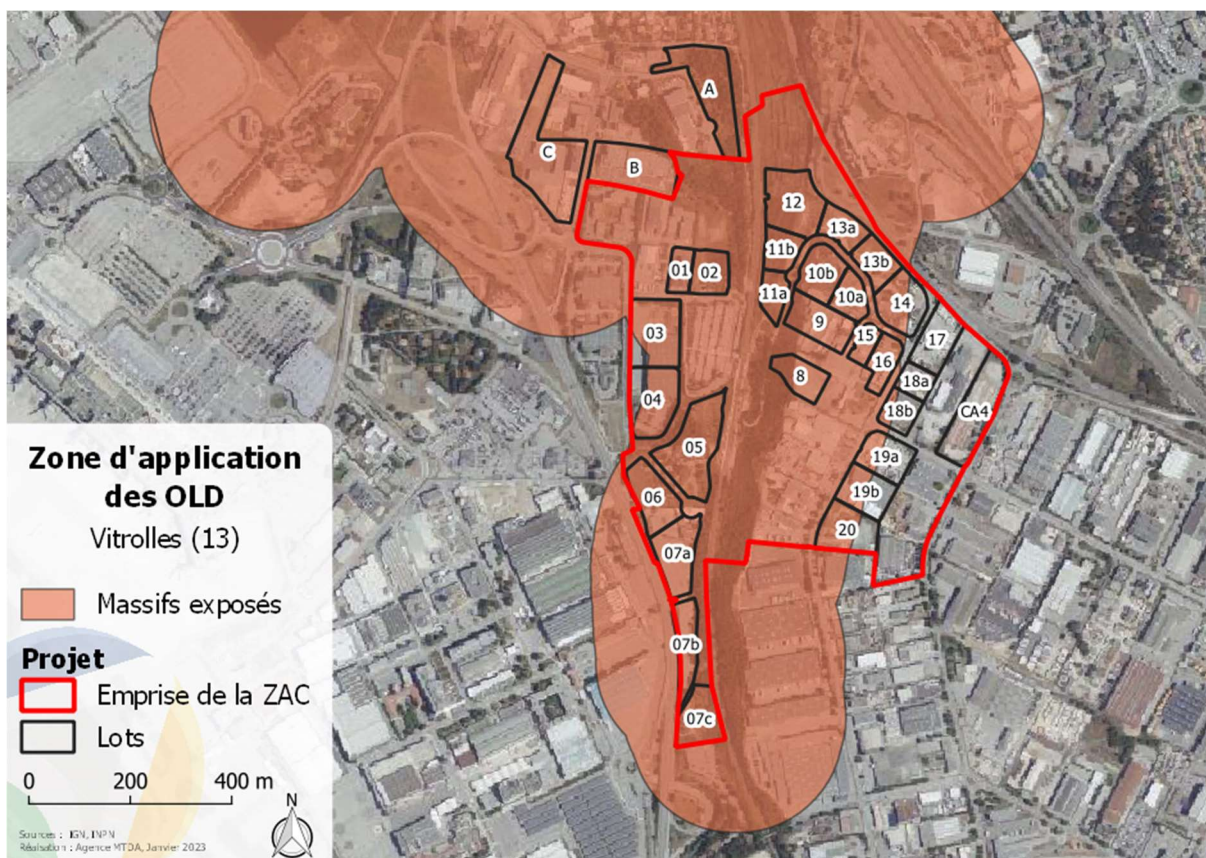 A
C
B
12
13a
11b
13b
01
02
10b
11a
10a
14
9
03
15
17
16
8
18a
04
18b
CA4
05
19a
06
19b
20
07a
07b
07c
Zone d'application
des OLD
Vitrolles (13)
Massifs exposés
Projet
Emprise de la ZAC
Lots
0 200 400 m
N
Sources : IGN, INPN
Réalisation : Agence MTDA, Janvier 2023